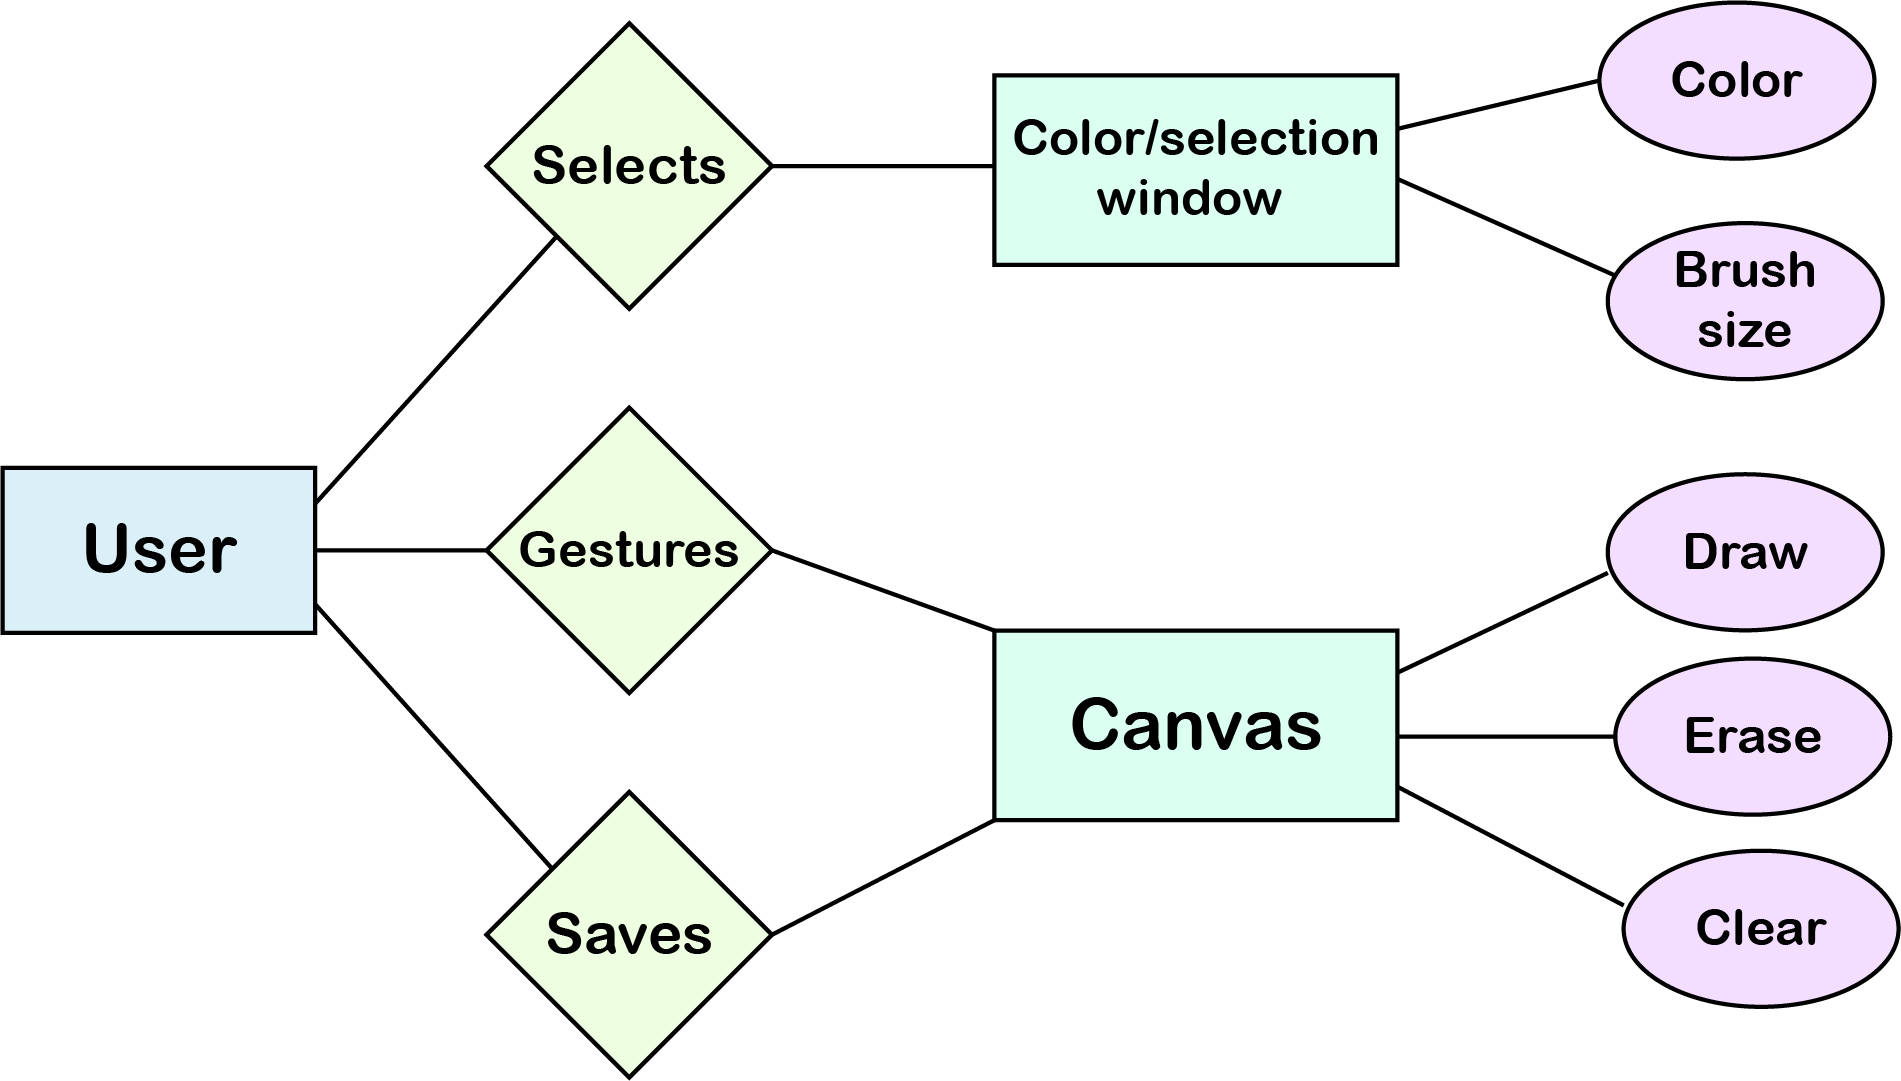 Selects
Color/selection
window
Color
Brush
size
User
Gestures
Canvas
Draw
Erase
Saves
Clear